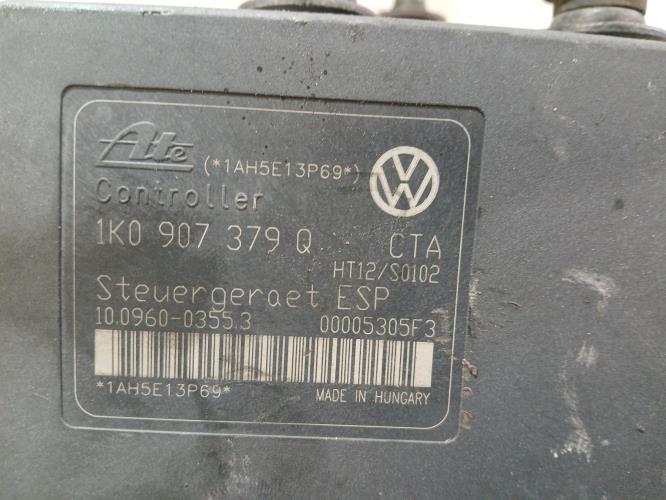 Ate (*1AH5E13P69*)
Controller
1K0 907 379 Q CTA
HT12/S0102
Steuergeraet ESP
10.0960-0355.3 00005305F3
*1AH5E13P69* MADE IN HUNGARY